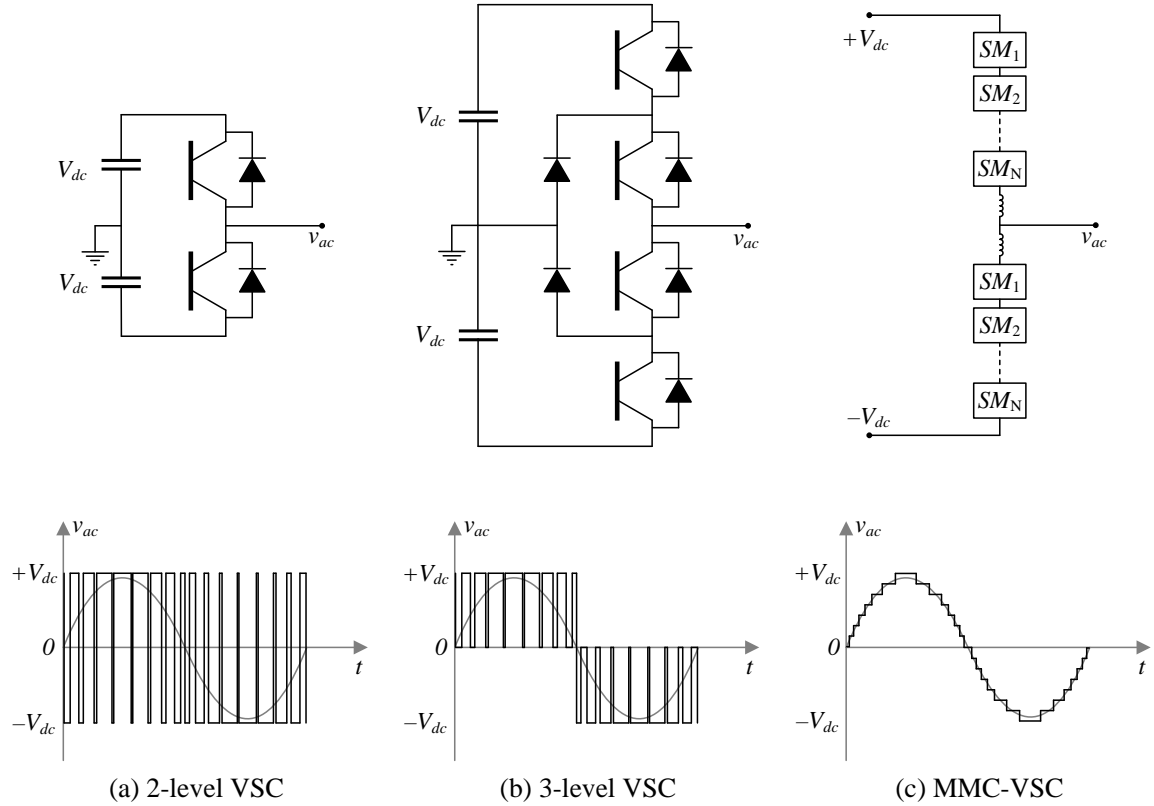 V_dc
V_dc
v_ac
V_dc
V_dc
v_ac
+V_dc
SM_1
SM_2
SM_N
v_ac
SM_1
SM_2
SM_N
−V_dc
v_ac
+V_dc
0
t
−V_dc
(a) 2-level VSC
v_ac
+V_dc
0
t
−V_dc
(b) 3-level VSC
v_ac
+V_dc
0
t
−V_dc
(c) MMC-VSC